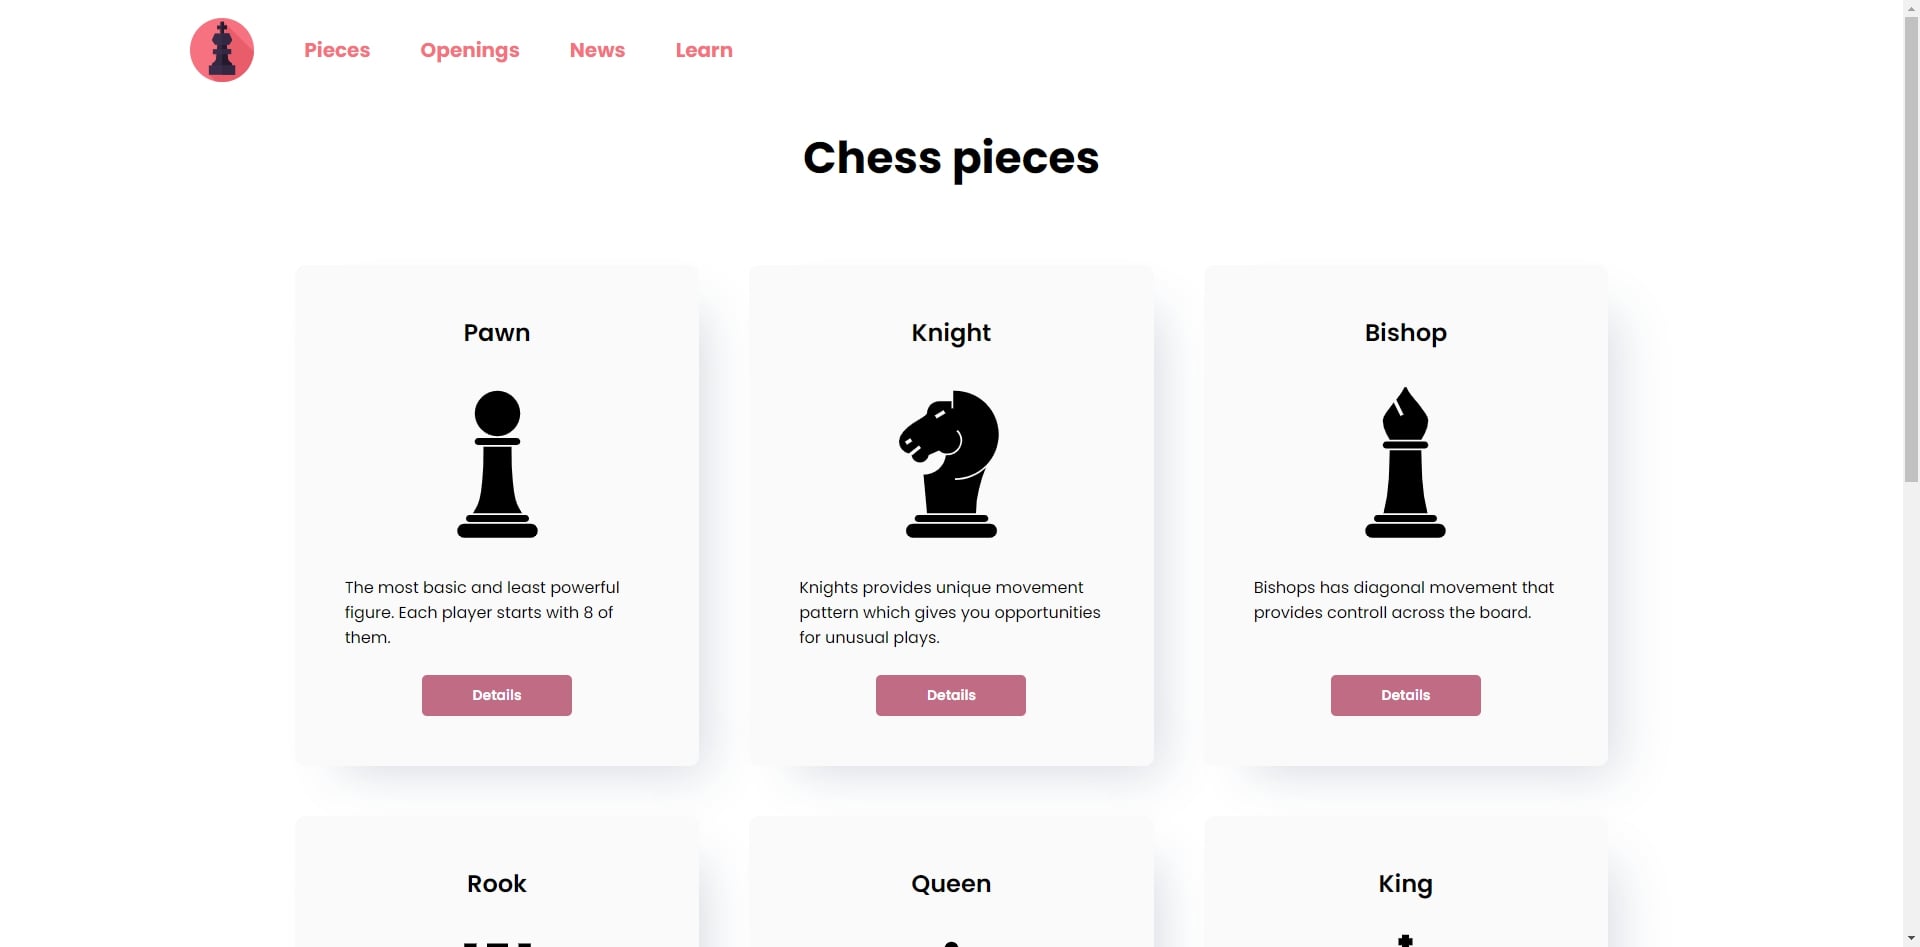 Pieces
Openings
News
Learn
Chess pieces
Pawn
The most basic and least powerful
figure. Each player starts with 8 of
them.
Details
Knight
Knights provides unique movement
pattern which gives you opportunities
for unusual plays.
Details
Bishop
Bishops has diagonal movement that
provides controll across the board.
Details
Rook
Queen
King